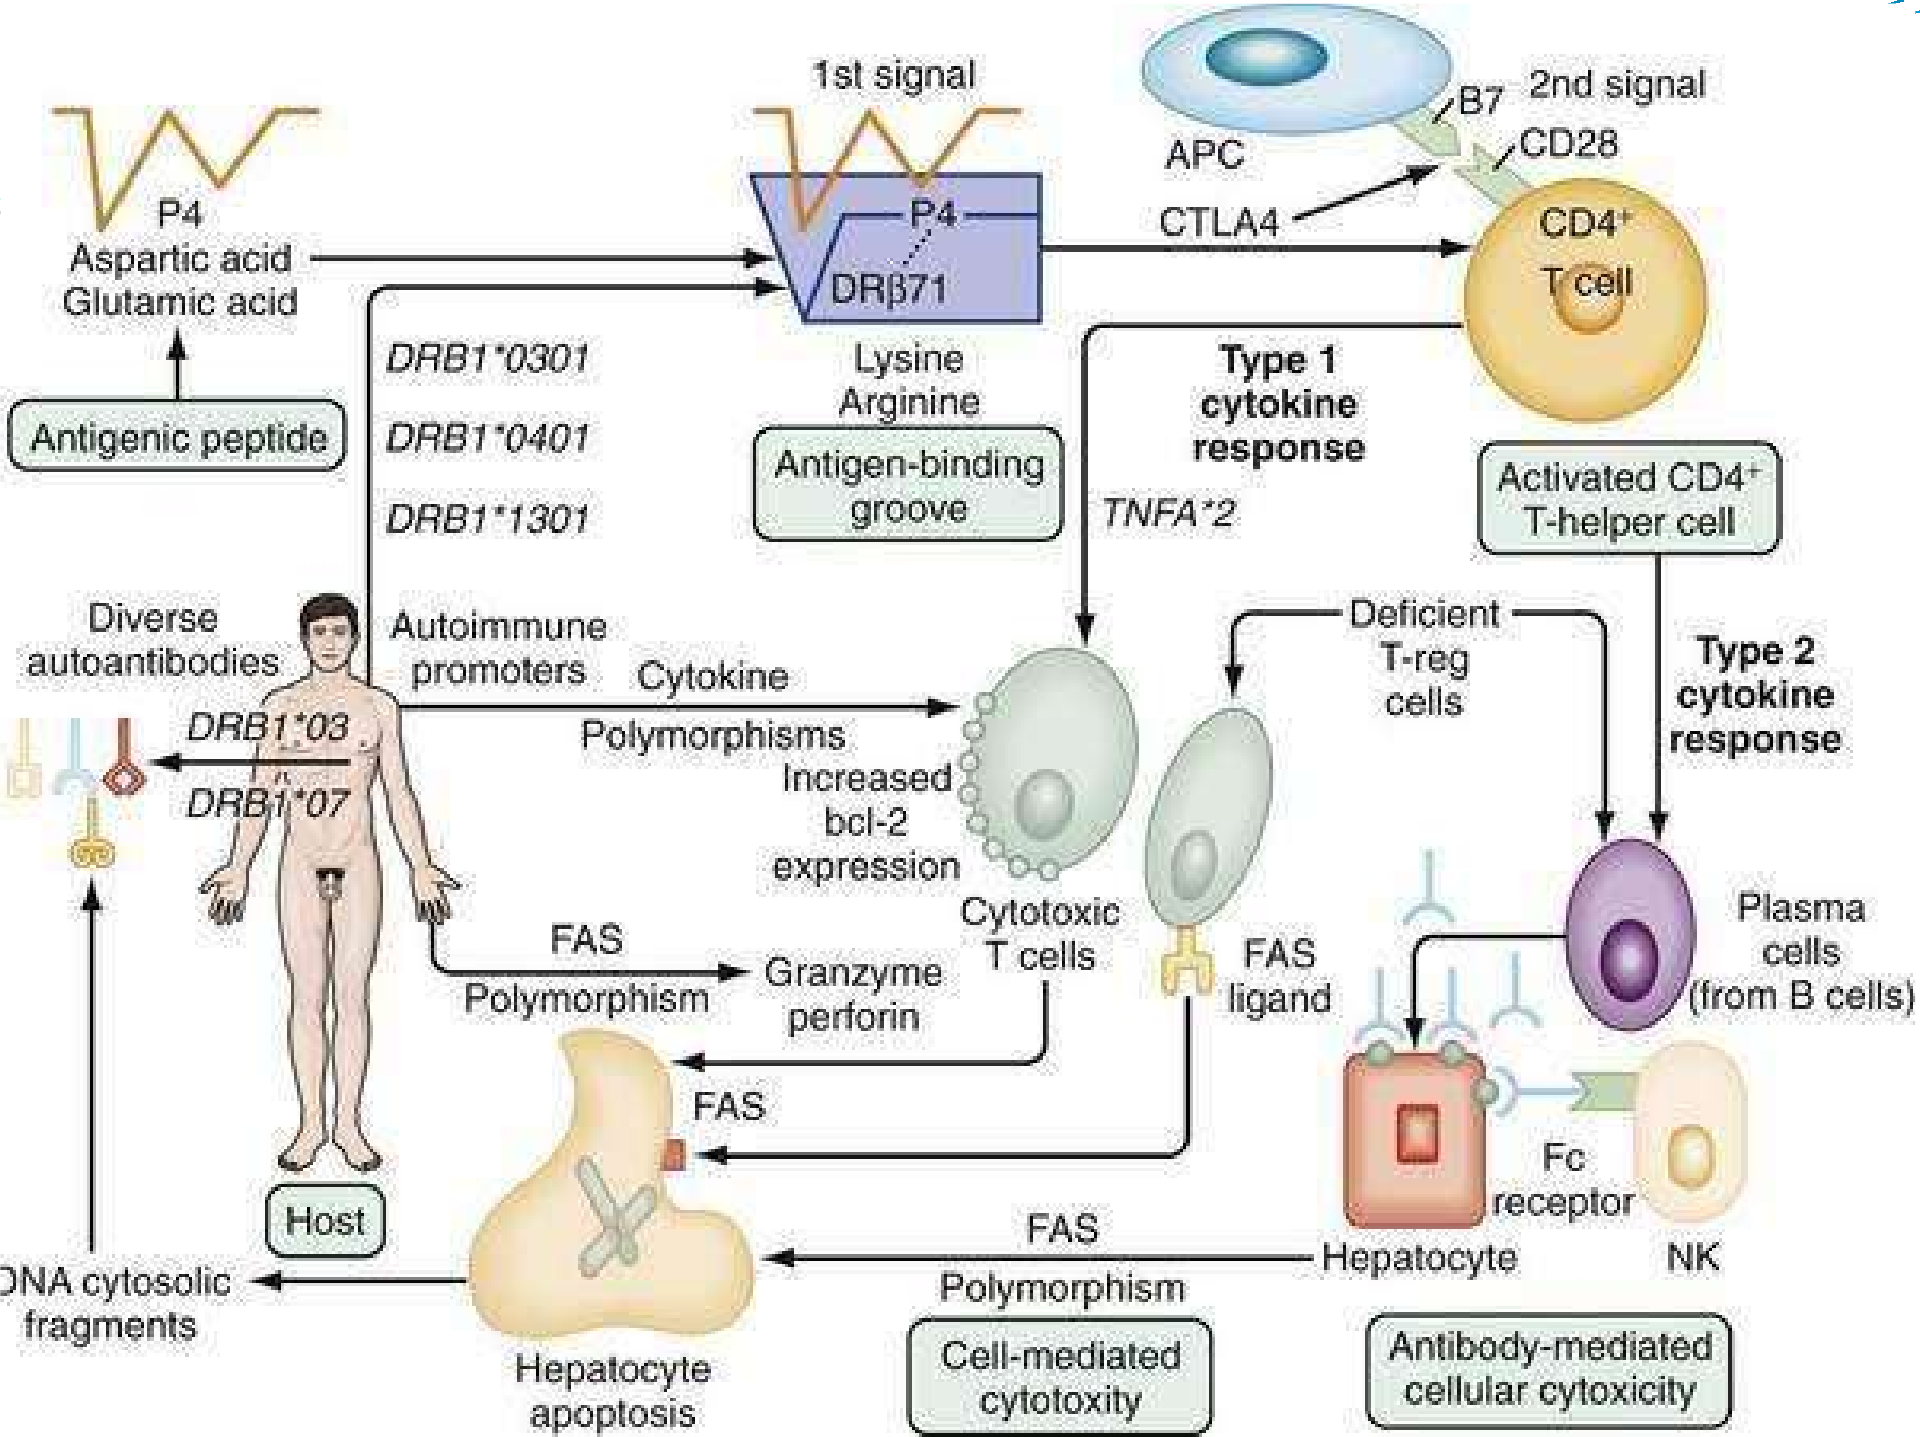 1st signal
B7
2nd signal
CD28
APC
CTLA4
P4
Aspartic acid
Glutamic acid
Antigenic peptide
P4
DRβ71
Lysine
Arginine
Antigen-binding
groove
CD4+
T cell
Type 1
cytokine
response
Activated CD4+
T-helper cell
DRB1*0301
DRB1*0401
DRB1*1301
TNFA*2
Diverse
autoantibodies
DRB1*03
DRB1*07
Autoimmune
promoters
Cytokine
Polymorphisms
Increased
bcl-2
expression
Cytotoxic
T cells
Deficient
T-reg
cells
Type 2
cytokine
response
FAS
Polymorphism
Granzyme
perforin
FAS
ligand
Plasma
cells
(from B cells)
FAS
Fc
receptor
Host
FAS
Polymorphism
Hepatocyte
NK
DNA cytosolic
fragments
Hepatocyte
apoptosis
Cell-mediated
cytotoxity
Antibody-mediated
cellular cytoxicity